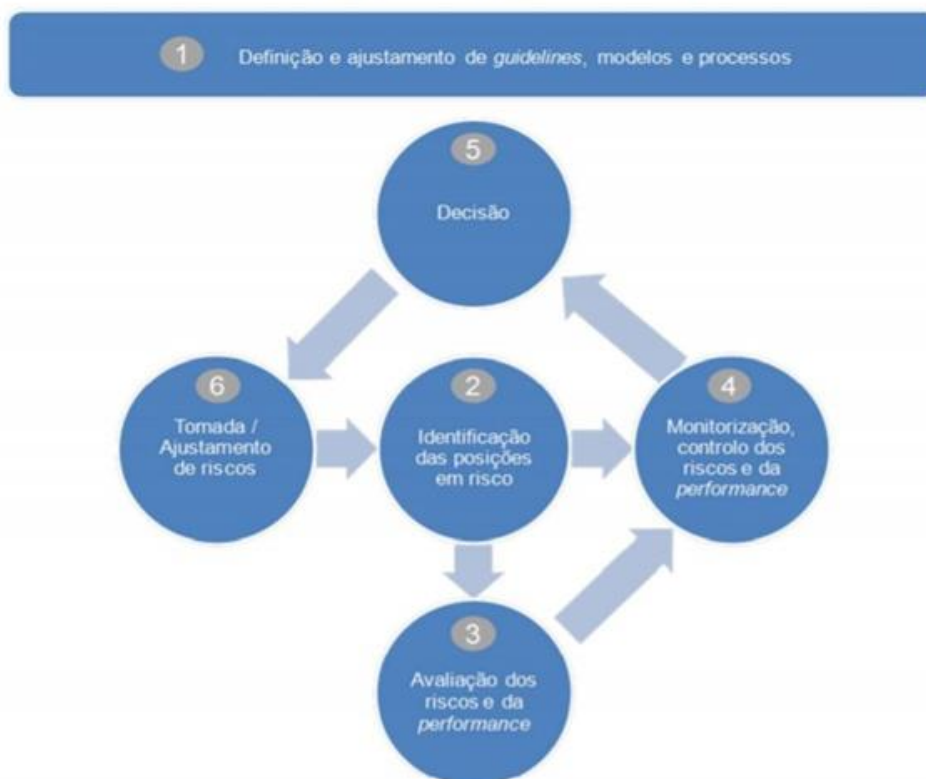 1 Definição e ajustamento de guidelines, modelos e processos
5
Decisão
6
Tomada /
Ajustamento
de riscos
2
Identificação
das posições
em risco
4
Monitorização,
controlo dos
riscos e da
performance
3
Avaliação dos
riscos e da
performance